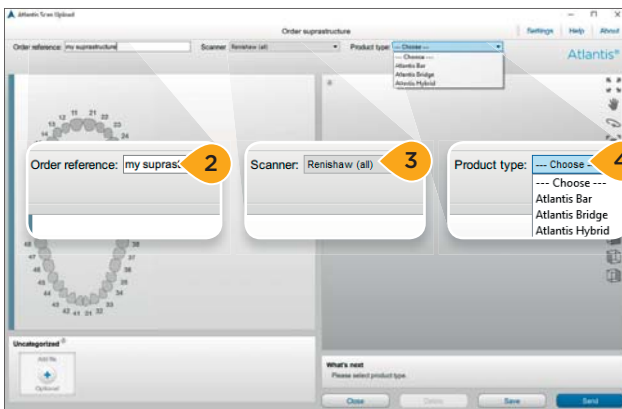 Atlantis Scan Upload
Order suprastructure
Settings Help About
Order reference: my suprastructure Scanner Renishaw (all) Product type: --- Choose ---
--- Choose ---
Atlantis Bar
Atlantis Bridge
Atlantis Hybrid
Atlantis®
11 21
12 22
13
14 24
Order reference: my supras 2
Scanner: Renishaw (all) 3
Product type: --- Choose 4
--- Choose ---
Atlantis Bar
Atlantis Bridge
Atlantis Hybrid
48
47 37
46 36
45
44 34
43 33
42 41 31 32
Uncategorized
Add file
Optional
What's next
Please select product type.
Close Delete Save Send